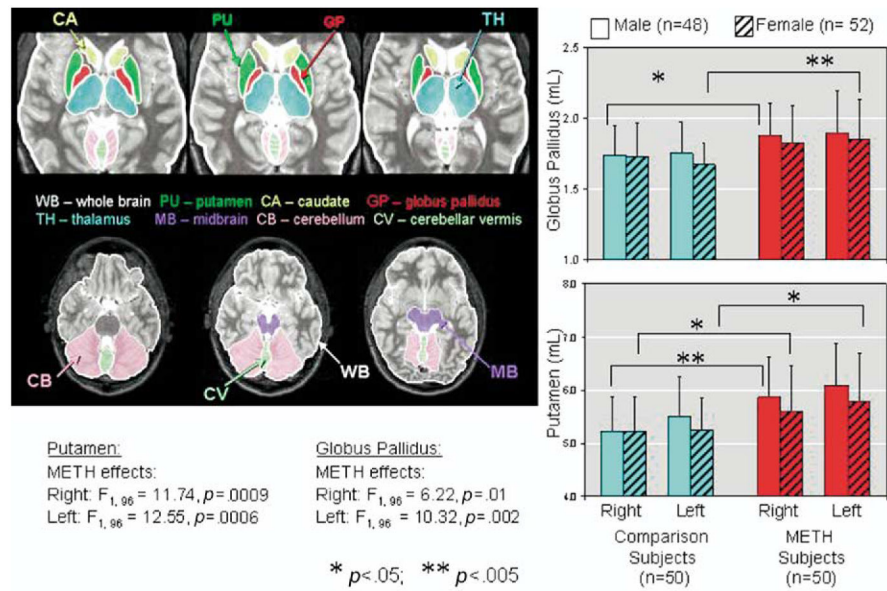 CA
PU
GP
TH
WB – whole brain PU – putamen CA – caudate GP – globus pallidus
TH – thalamus MB – midbrain CB – cerebellum CV – cerebellar vermis
CB
CV
WB
MB
Putamen:
METH effects:
Right: F1, 96 = 11.74, p=.0009
Left: F1, 96 = 12.55, p=.0006
Globus Pallidus:
METH effects:
Right: F1, 96 = 6.22, p=.01
Left: F1, 96 = 10.32, p=.002
* p<.05; ** p<.005
Male (n=48) Female (n= 52)
Globus Pallidus (mL)
2.5
2.0
1.5
1.0
*
**
Putamen (mL)
8.0
7.0
6.0
5.0
4.0
*
*
**
Right Left Right Left
Comparison
Subjects
(n=50)
METH
Subjects
(n=50)